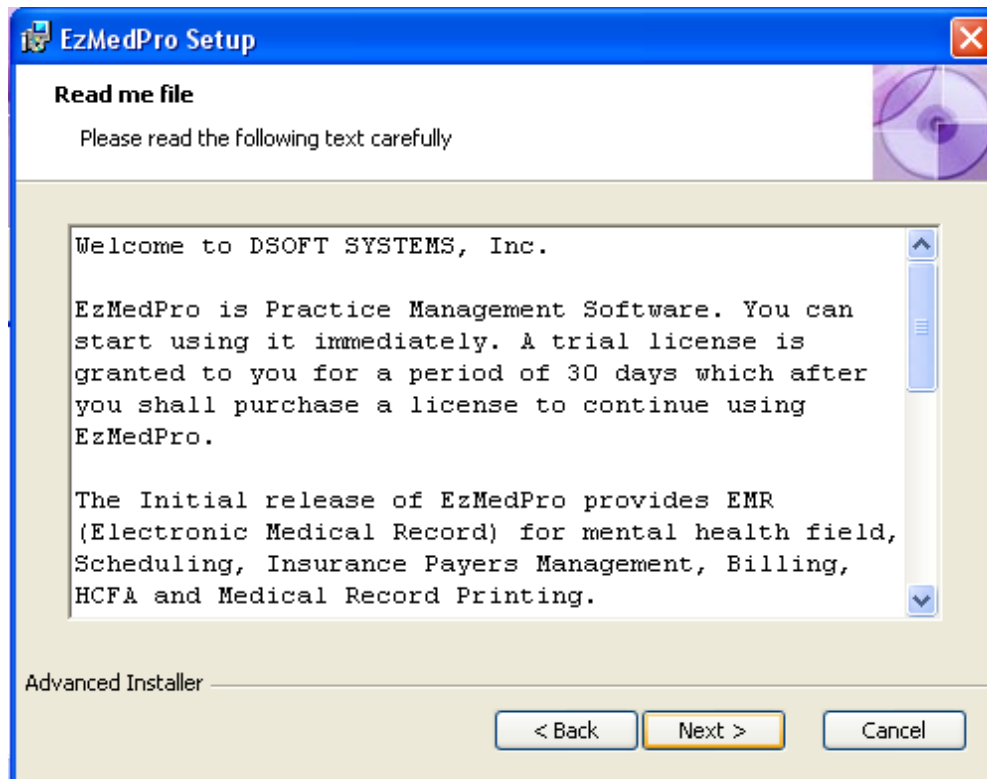 EzMedPro Setup
Read me file
Please read the following text carefully
Welcome to DSOFT SYSTEMS, Inc.
EzMedPro is Practice Management Software. You can
start using it immediately. A trial license is
granted to you for a period of 30 days which after
you shall purchase a license to continue using
EzMedPro.
The Initial release of EzMedPro provides EMR
(Electronic Medical Record) for mental health field,
Scheduling, Insurance Payers Management, Billing,
HCFA and Medical Record Printing.
Advanced Installer
< Back
Next >
Cancel